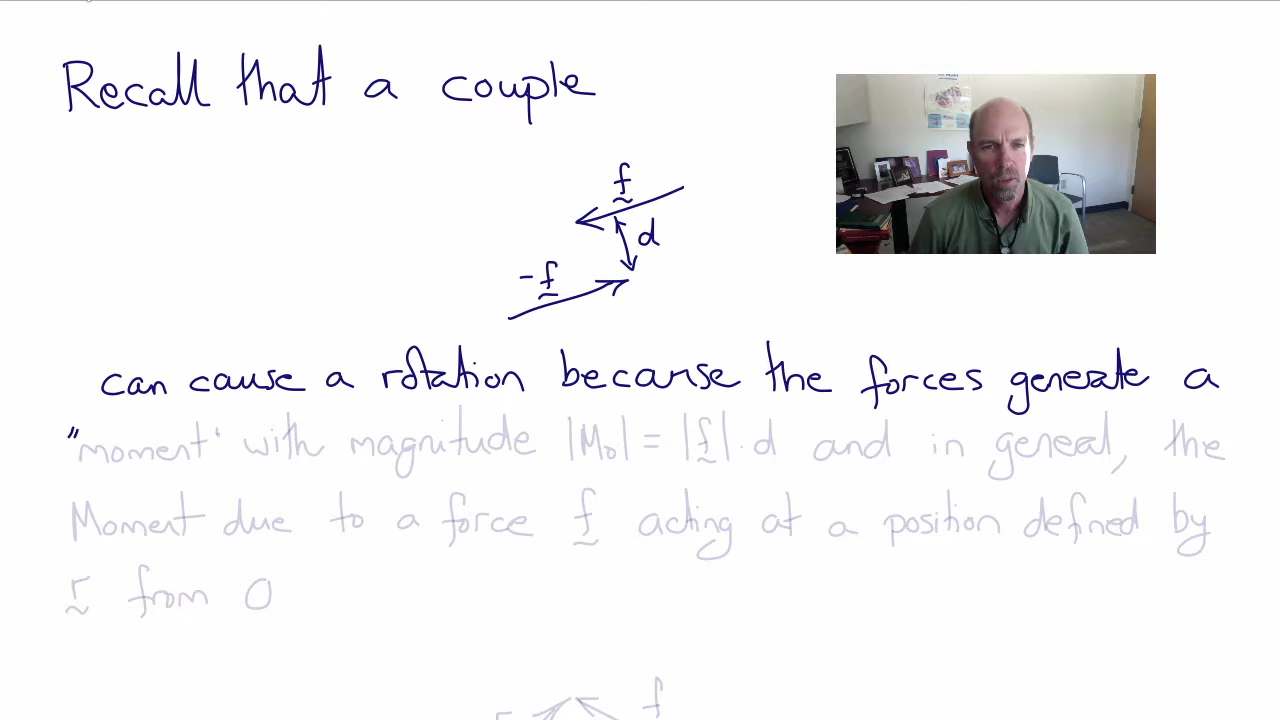 Recall that a couple
f
d
-f
can cause a rotation because the forces generate a
"moment" with magnitude |M₀| = |f|·d and in geneal, the
Moment due to a force f acting at a position defined by
r from O
f
r